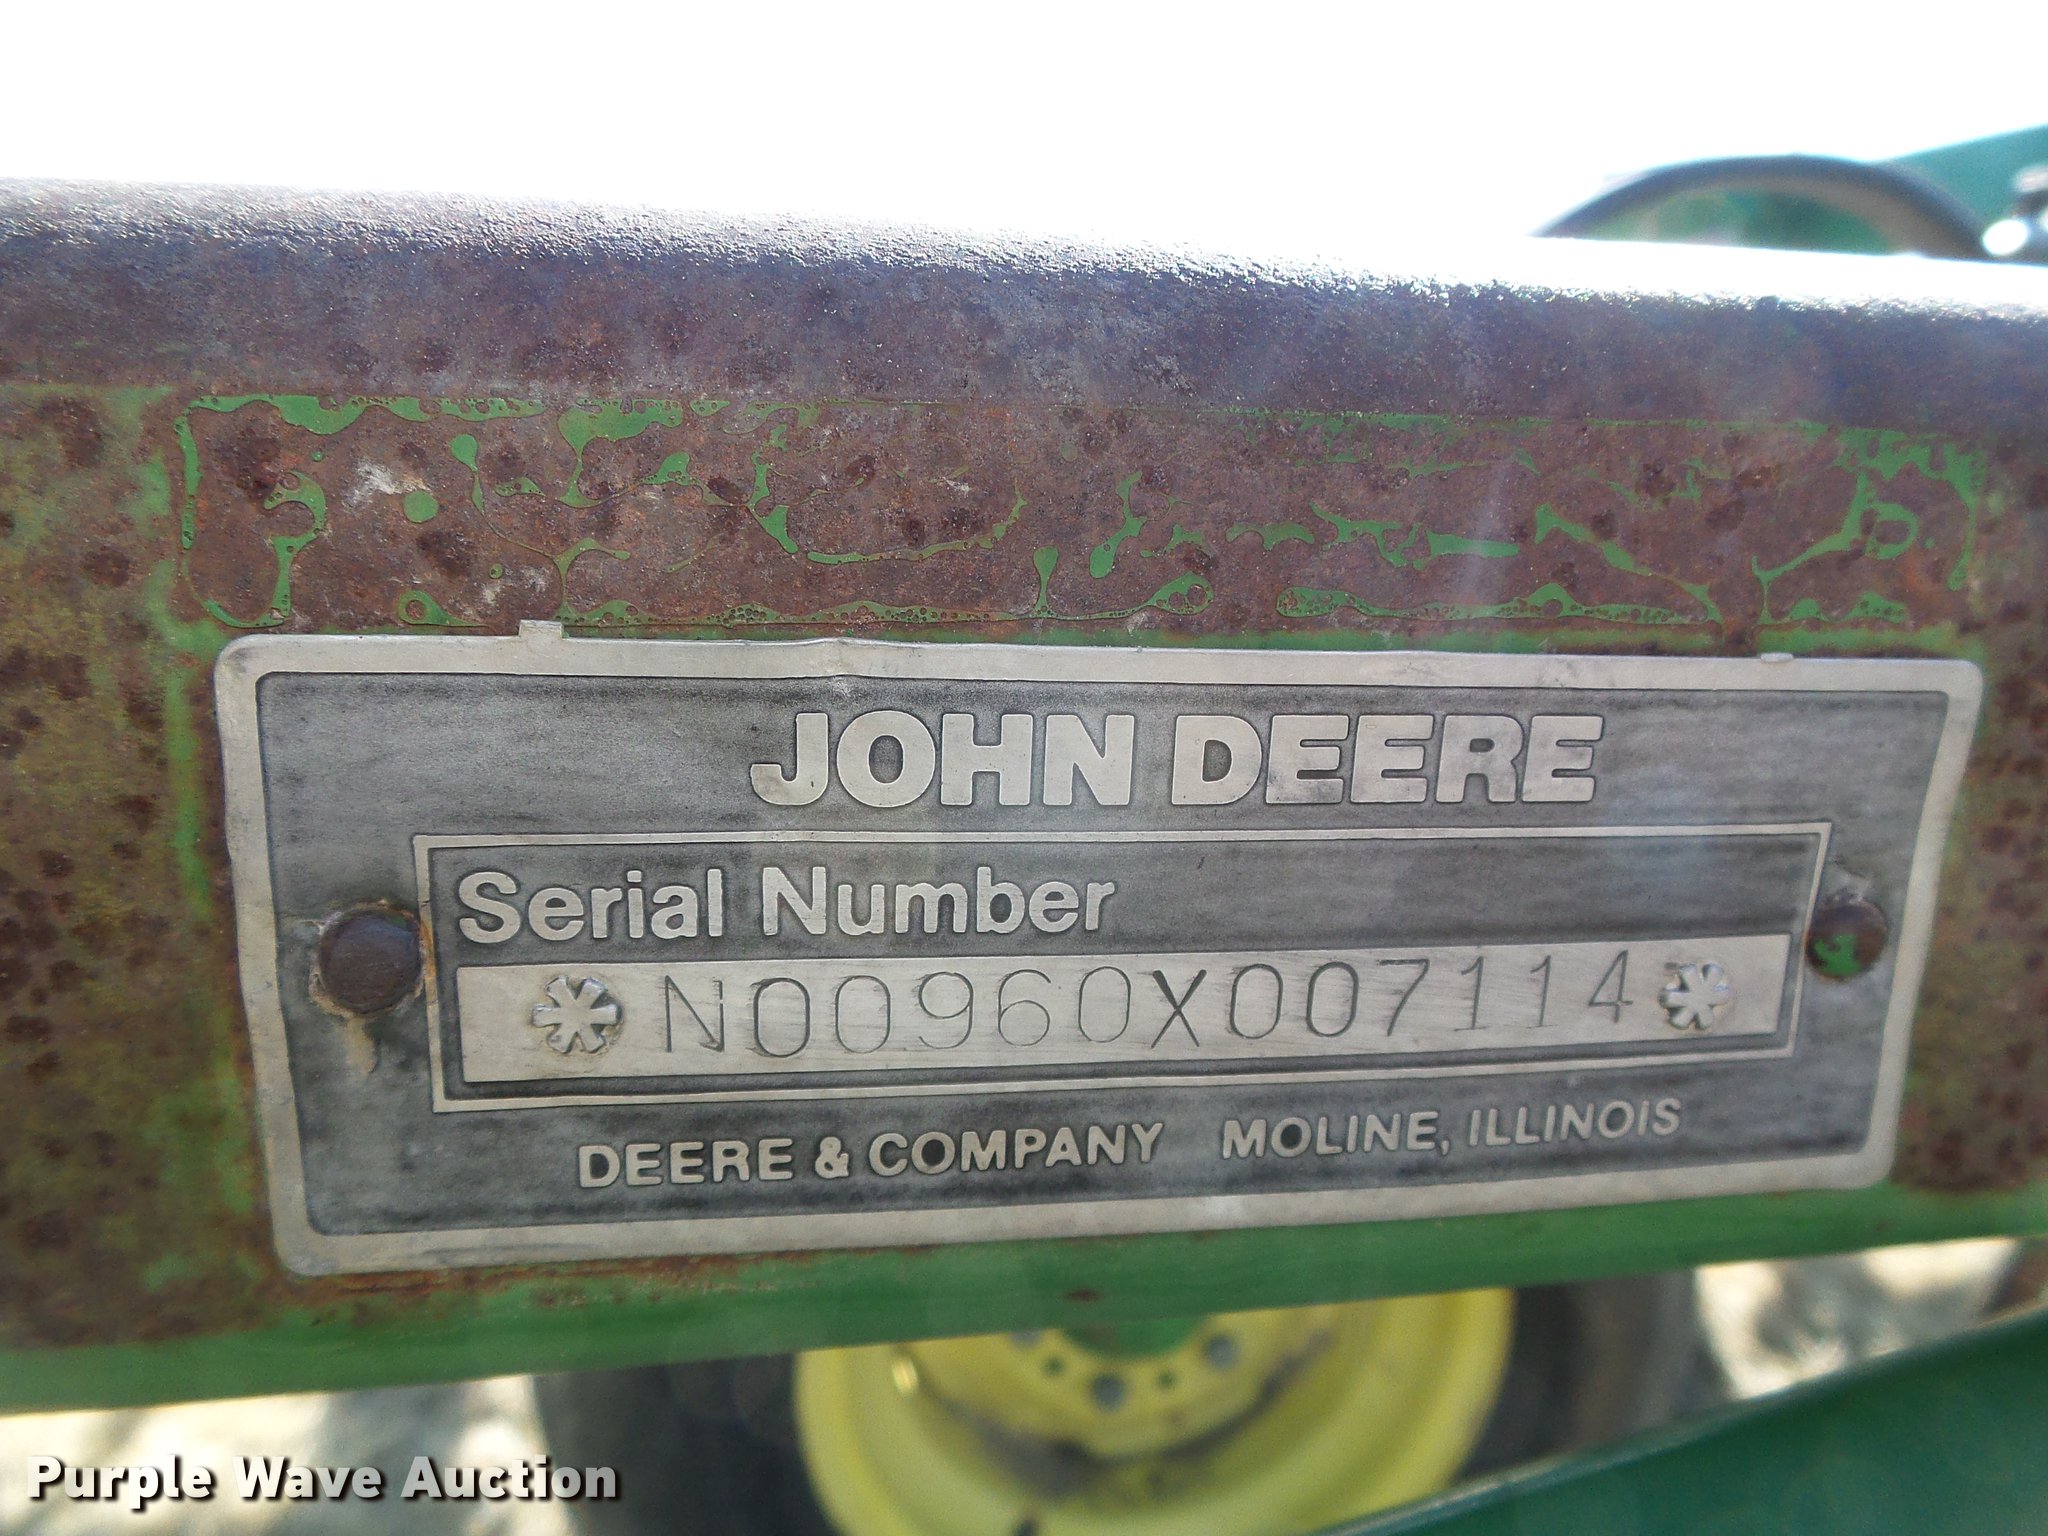 JOHN DEERE
Serial Number
*N00960X007114*
DEERE & COMPANY MOLINE, ILLINOIS
Purple Wave Auction